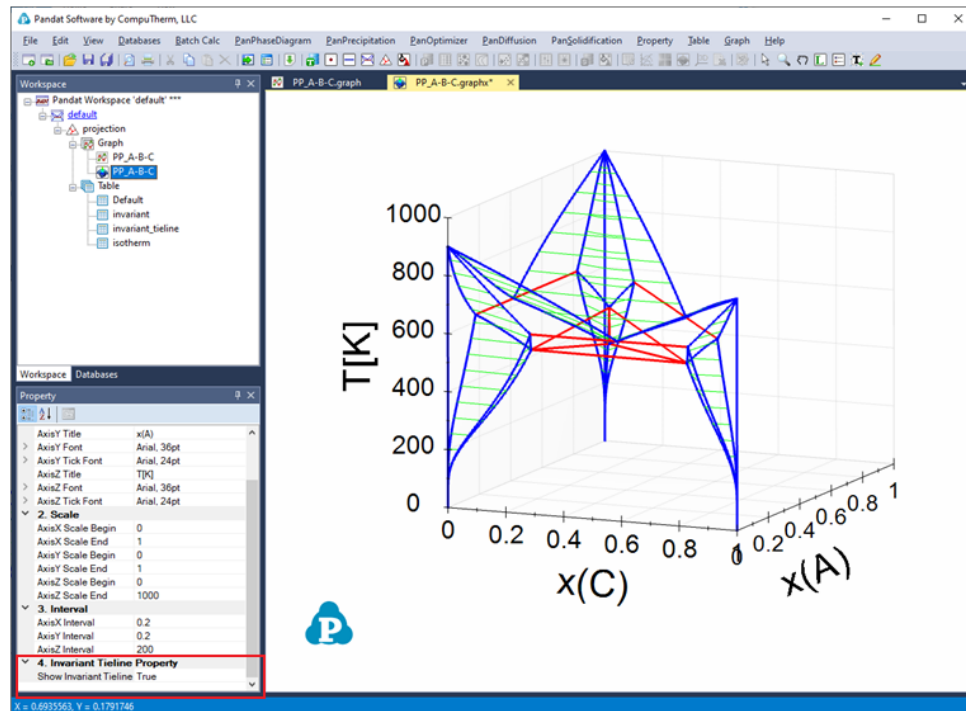 Pandat Software by CompuTherm, LLC
File Edit View Databases Batch Calc PanPhaseDiagram PanPrecipitation PanOptimizer PanDiffusion PanSolidification Property Table Graph Help
Workspace
PP_A-B-C.graph PP_A-B-C.graphx*
Pandat Workspace 'default' ***
default
projection
Graph
PP_A-B-C
PP_A-B-C
Table
Default
invariant
invariant_tieline
isotherm
Workspace Databases
Property
AxisY Title x(A)
AxisY Font Arial, 36pt
AxisY Tick Font Arial, 24pt
AxisZ Title T[K]
AxisZ Font Arial, 36pt
AxisZ Tick Font Arial, 24pt
2. Scale
AxisX Scale Begin 0
AxisX Scale End 1
AxisY Scale Begin 0
AxisY Scale End 1
AxisZ Scale Begin 0
AxisZ Scale End 1000
3. Interval
AxisX Interval 0.2
AxisY Interval 0.2
AxisZ Interval 200
4. Invariant Tieline Property
Show Invariant Tieline True
1000
800
600
400
200
0
T[K]
0 0.2 0.4 0.6 0.8 1
x(C)
0 0.2 0.4 0.6 0.8 1
x(A)
P
X = 0.6935563, Y = 0.1791746